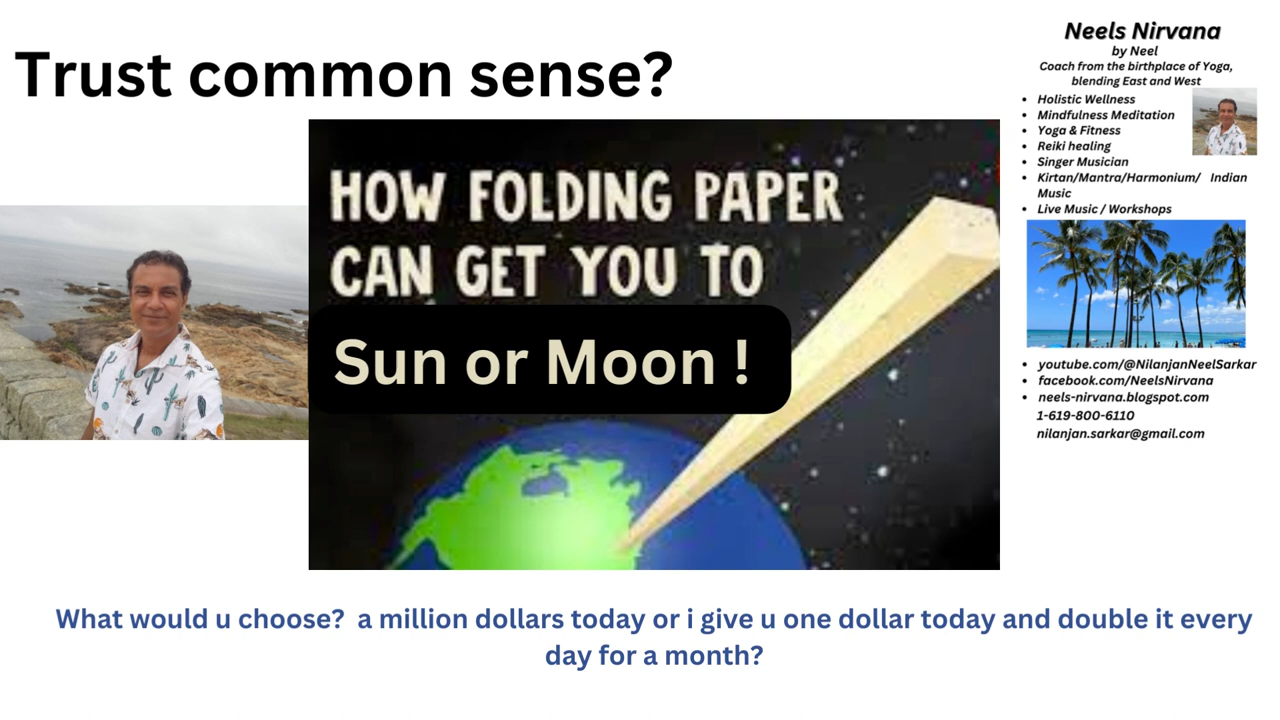 Trust common sense?
HOW FOLDING PAPER
CAN GET YOU TO
Sun or Moon !
What would u choose?  a million dollars today or i give u one dollar today and double it every
day for a month?
Neels Nirvana
by Neel
Coach from the birthplace of Yoga,
blending East and West
• Holistic Wellness
• Mindfulness Meditation
• Yoga & Fitness
• Reiki healing
• Singer Musician
• Kirtan/Mantra/Harmonium/ Indian
Music
• Live Music / Workshops
• youtube.com/@NilanjanNeelSarkar
• facebook.com/NeelsNirvana
• neels-nirvana.blogspot.com
1-619-800-6110
nilanjan.sarkar@gmail.com